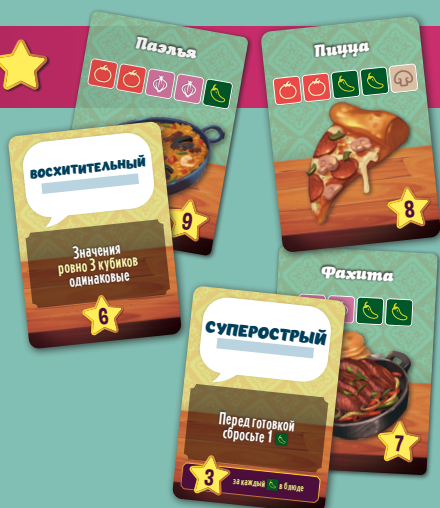 Паэлья
9
Пицца
8
ВОСХИТИТЕЛЬНЫЙ
Значения
ровно 3 кубиков
одинаковые
6
Фахита
7
СУПЕРОСТРЫЙ
Перед готовкой
сбросьте 1
3
за каждый в блюде